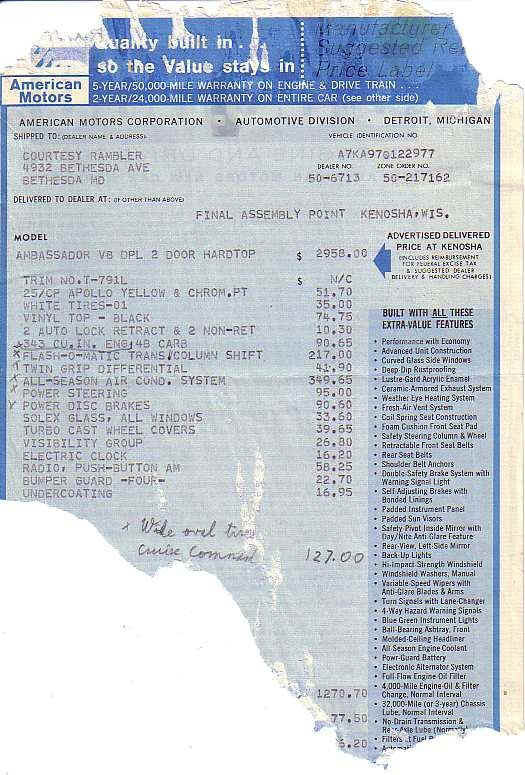 Quality built in . . .
so the Value stays in
Manufacturer
Suggested
Price Label
American
Motors
5-YEAR/50,000-MILE WARRANTY ON ENGINE & DRIVE TRAIN . . . .
2-YEAR/24,000-MILE WARRANTY ON ENTIRE CAR (see other side)
AMERICAN MOTORS CORPORATION • AUTOMOTIVE DIVISION • DETROIT, MICHIGAN
SHIPPED TO: (DEALER NAME & ADDRESS) VEHICLE IDENTIFICATION NO.
COURTESY RAMBLER A7KA970122977
4932 BETHESDA AVE DEALER NO. ZONE ORDER NO.
BETHESDA MD 50-6713 50-217162
DELIVERED TO DEALER AT: (IF OTHER THAN ABOVE)
FINAL ASSEMBLY POINT KENOSHA, WIS.
MODEL
AMBASSADOR V8 DPL 2 DOOR HARDTOP $ 2958.00
ADVERTISED DELIVERED
PRICE AT KENOSHA
(INCLUDES REIMBURSEMENT
FOR FEDERAL EXCISE TAX
& SUGGESTED DEALER
DELIVERY & HANDLING CHARGES)
TRIM NO.T-791L $ N/C
25/CP APOLLO YELLOW & CHROM.PT 51.70
WHITE TIRES-01 35.00
VINYL TOP - BLACK 74.75
2 AUTO LOCK RETRACT & 2 NON-RET 10.30
343 CU.IN. ENG 4B CARB 90.65
FLASH-O-MATIC TRANS/COLUMN SHIFT 217.00
TWIN GRIP DIFFERENTIAL 41.90
ALL-SEASON AIR COND. SYSTEM 349.65
POWER STEERING 95.00
POWER DISC BRAKES 90.60
SOLEX GLASS, ALL WINDOWS 33.60
TURBO CAST WHEEL COVERS 39.65
VISIBILITY GROUP 26.80
ELECTRIC CLOCK 16.20
RADIO, PUSH-BUTTON AM 58.25
BUMPER GUARD -FOUR- 22.70
UNDERCOATING 16.95
Wide oval tires
Cruise Command 127.00
1270.70
77.50
6.20
BUILT WITH ALL THESE
EXTRA-VALUE FEATURES
• Performance with Economy
• Advanced Unit Construction
• Curved Glass Side Windows
• Deep-Dip Rustproofing
• Lustre-Gard Acrylic Enamel
• Ceramic-Armored Exhaust System
• Weather Eye Heating System
• Fresh-Air Vent System
• Coil Spring Seat Construction
• Foam Cushion Front Seat Pad
• Safety Steering Column & Wheel
• Retractable Front Seat Belts
• Rear Seat Belts
• Shoulder Belt Anchors
• Double-Safety Brake System with
Warning Signal Light
• Self-Adjusting Brakes with
Bonded Linings
• Padded Instrument Panel
• Padded Sun Visors
• Safety Pivot Inside Mirror with
Day/Nite Anti-Glare Feature
• Rear-View, Left-Side Mirror
• Back-Up Lights
• Hi-Impact-Strength Windshield
• Windshield Washers, Manual
• Variable-Speed Wipers with
Anti-Glare Blades & Arms
• Turn Signals with Lane-Changer
• 4-Way Hazard Warning Signals
• Blue Green Instrument Lights
• Ball-Bearing Ashtray, Front
• Molded-Ceiling Headliner
• All-Season Engine Coolant
• Powr-Guard Battery
• Electronic Alternator System
• Full-Flow Engine-Oil Filter
• 4,000-Mile Engine-Oil & Filter
Change, Normal Interval
• 32,000-Mile (or 3-year) Chassis
Lube, Normal Interval
• No-Drain Transmission &
Rear-Axle Lube (Normally